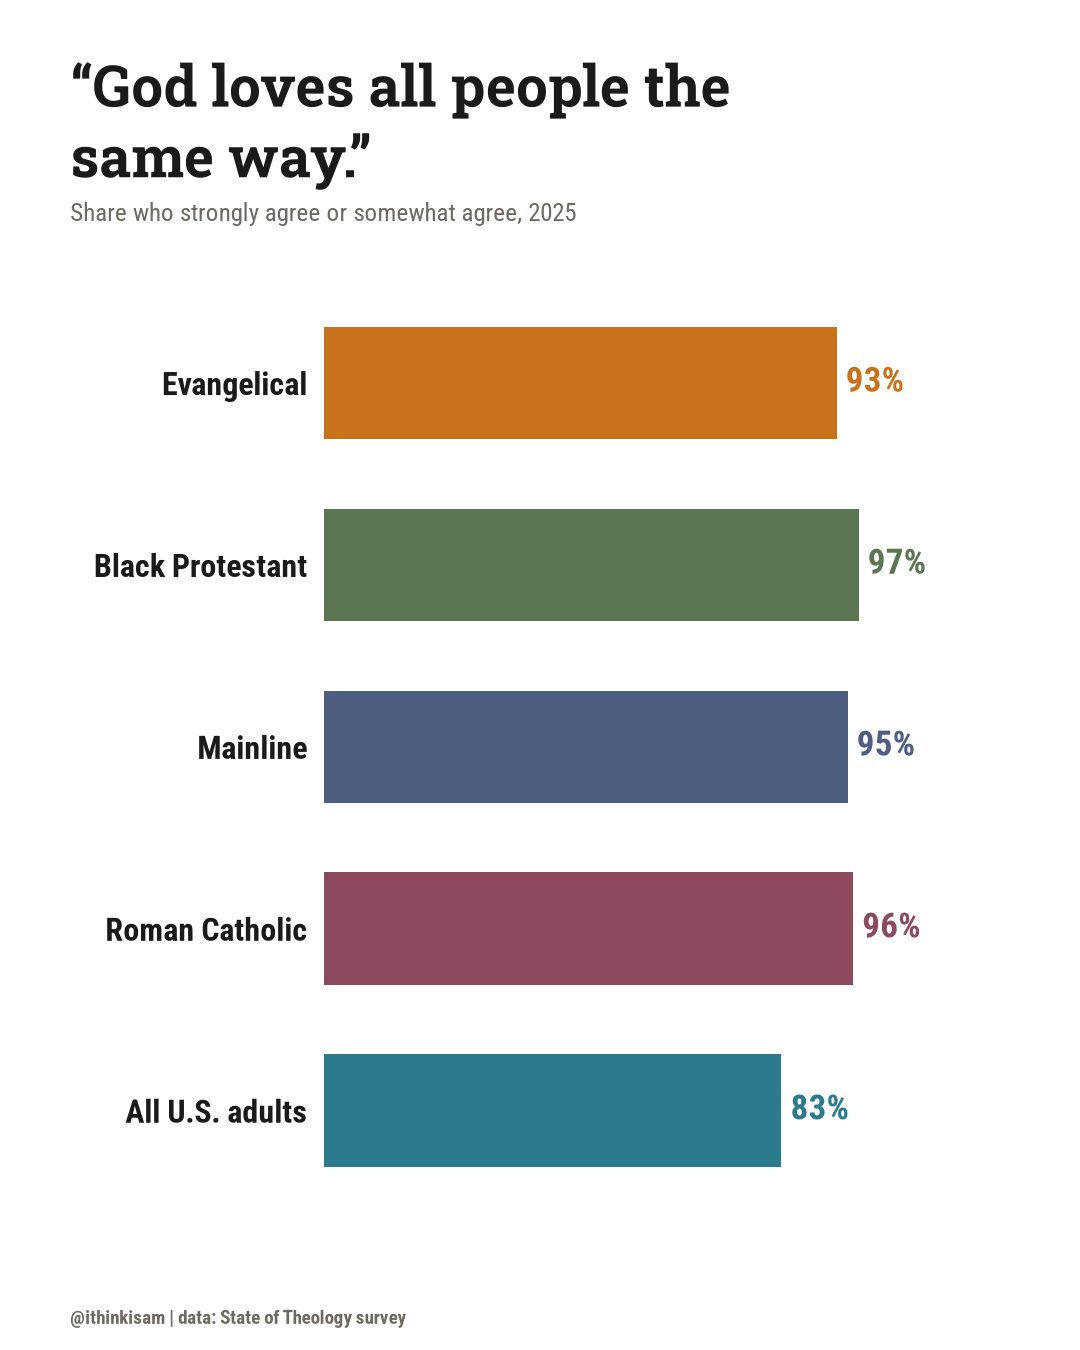 “God loves all people the
same way.”
Share who strongly agree or somewhat agree, 2025
Evangelical 93%
Black Protestant 97%
Mainline 95%
Roman Catholic 96%
All U.S. adults 83%
@ithinkisam | data: State of Theology survey